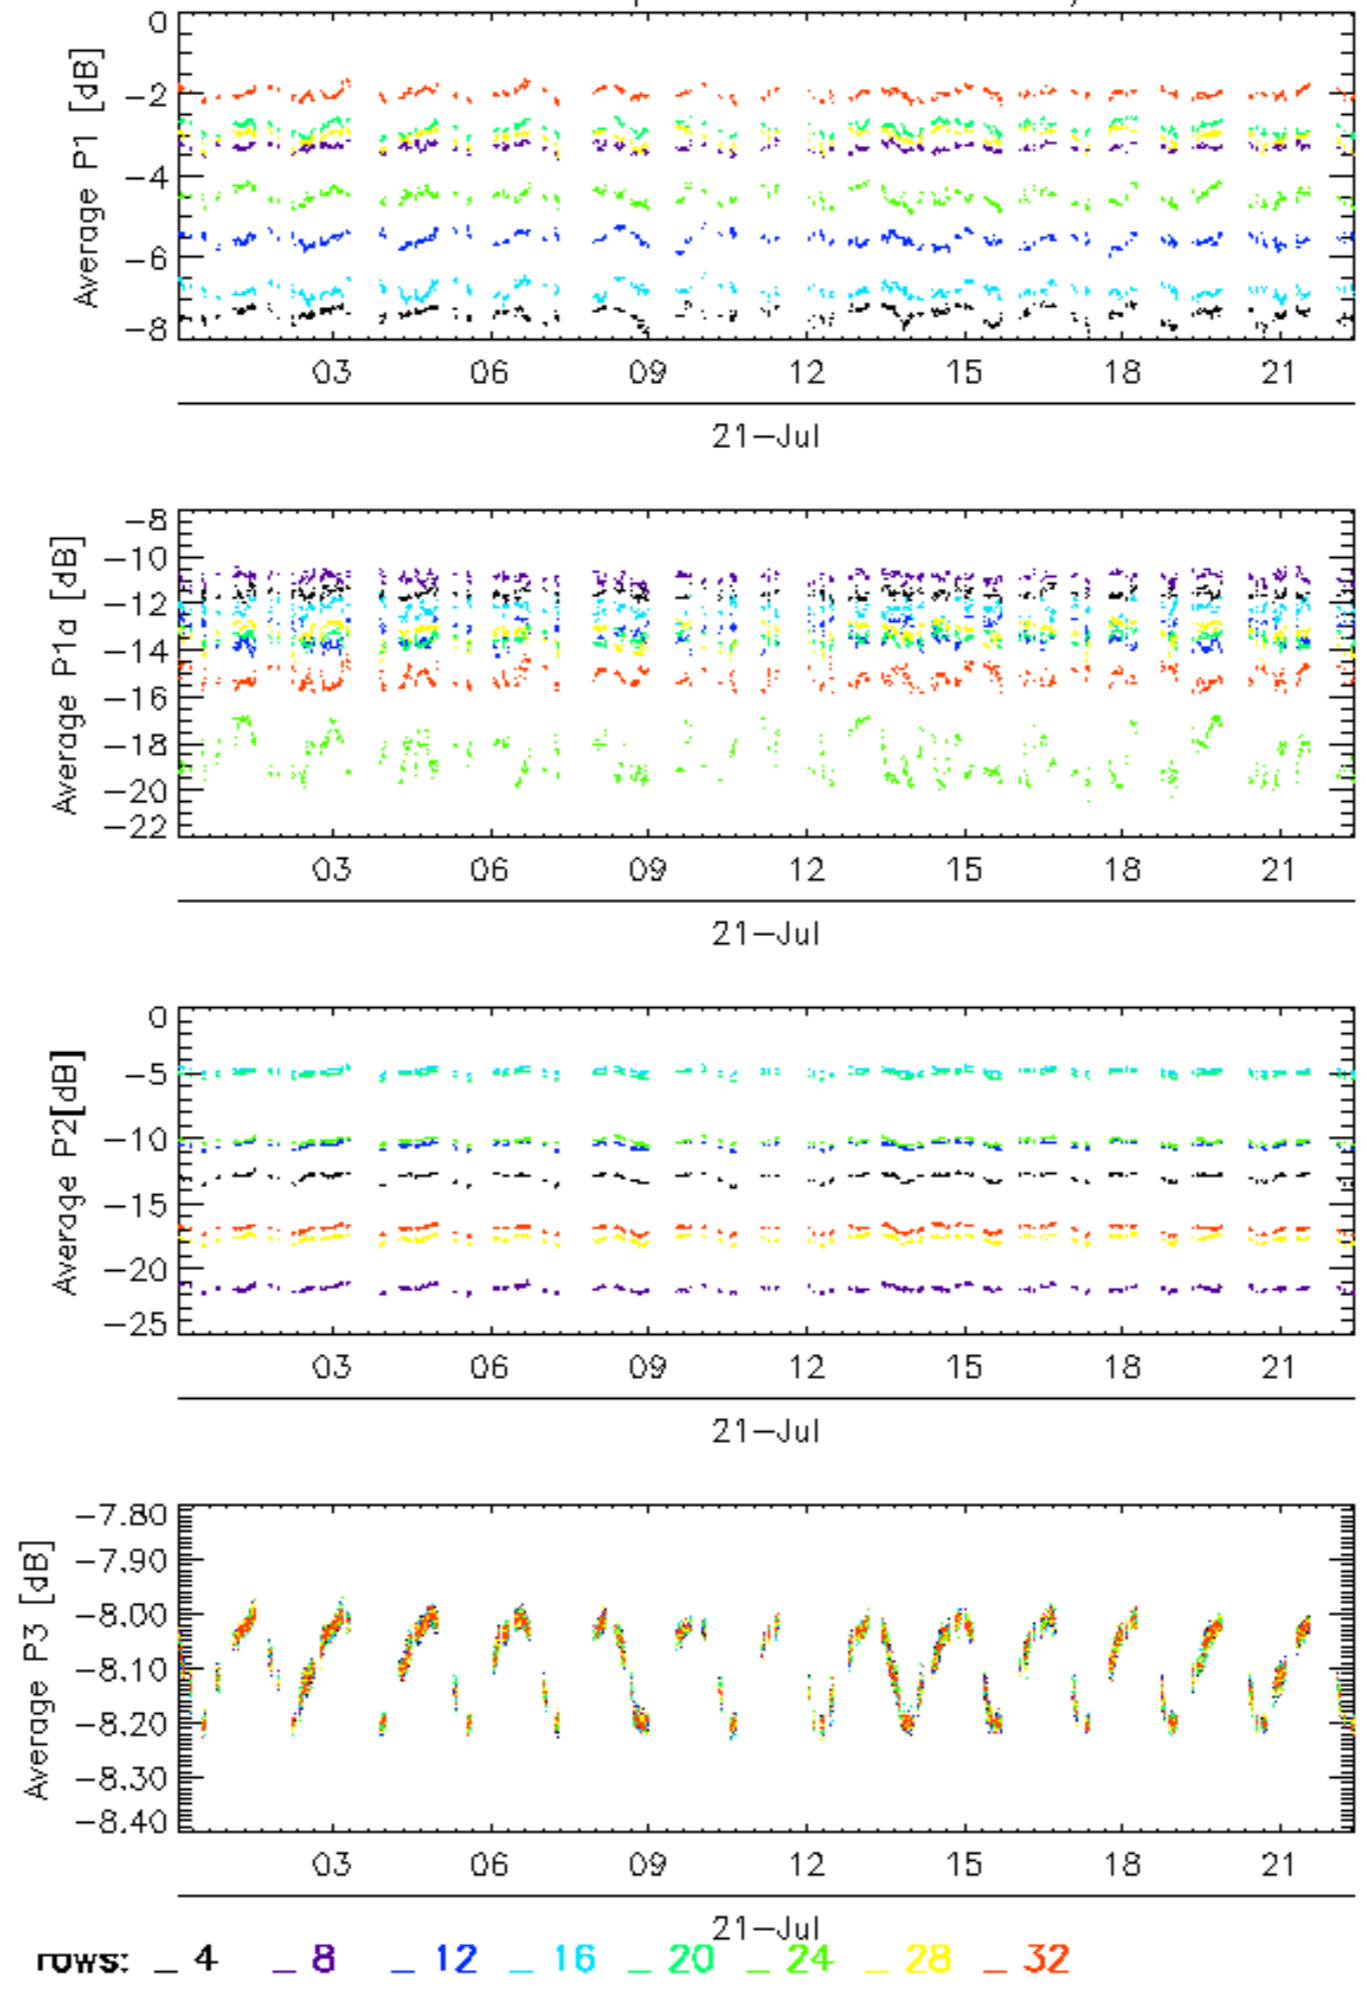 0
Average P1 [dB]
-2
-4
-6
-8
03 06 09 12 15 18 21
21-Jul
-8
Average P1a [dB]
-10
-12
-14
-16
-18
-20
-22
03 06 09 12 15 18 21
21-Jul
0
Average P2[dB]
-5
-10
-15
-20
-25
03 06 09 12 15 18 21
21-Jul
-7.80
Average P3 [dB]
-7.90
-8.00
-8.10
-8.20
-8.30
-8.40
03 06 09 12 15 18 21
21-Jul
rows: _ 4 _ 8 _ 12 _ 16 _ 20 _ 24 _ 28 _ 32